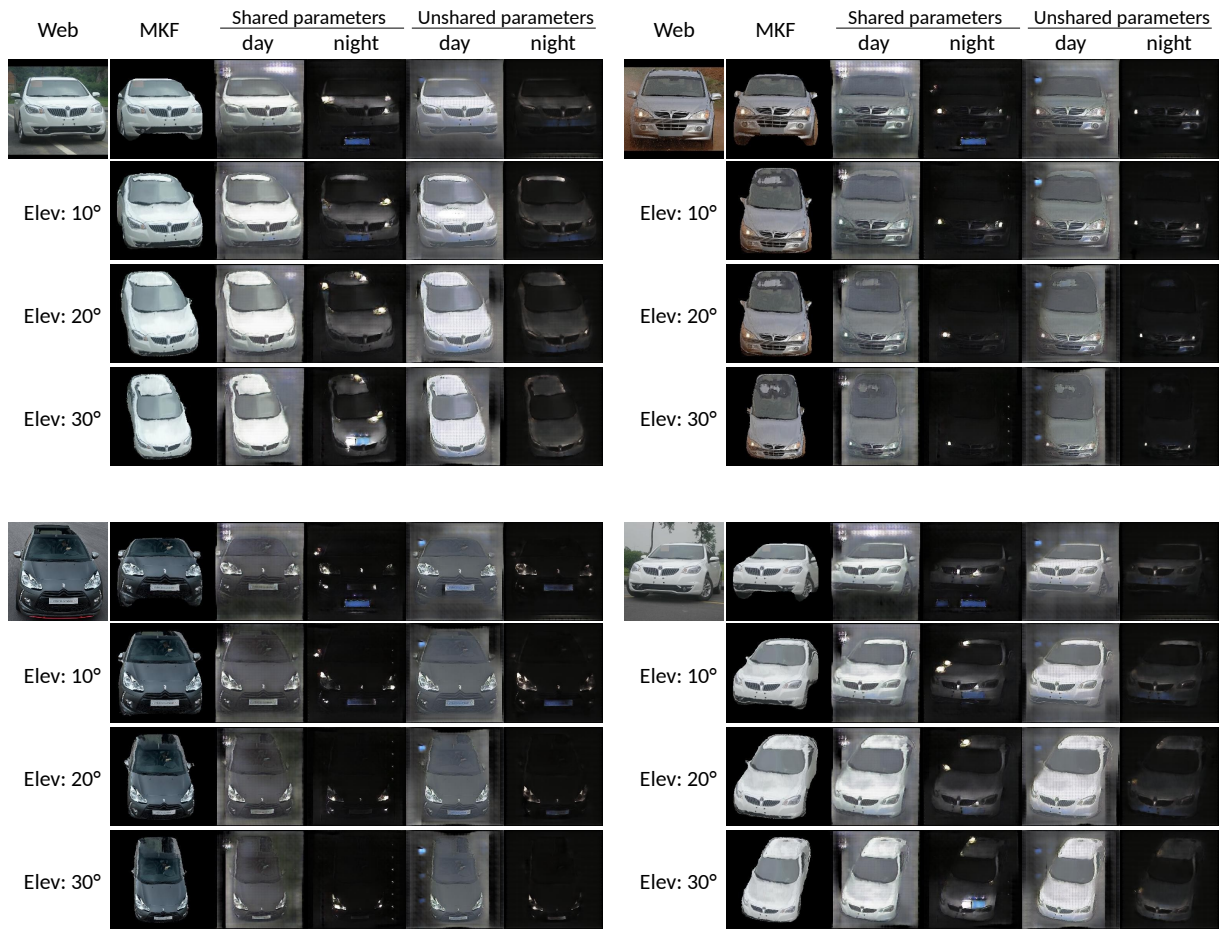 Web MKF Shared parameters Unshared parameters Web MKF Shared parameters Unshared parameters
day night day night day night day night
Elev: 10° Elev: 10°
Elev: 20° Elev: 20°
Elev: 30° Elev: 30°
Elev: 10° Elev: 10°
Elev: 20° Elev: 20°
Elev: 30° Elev: 30°